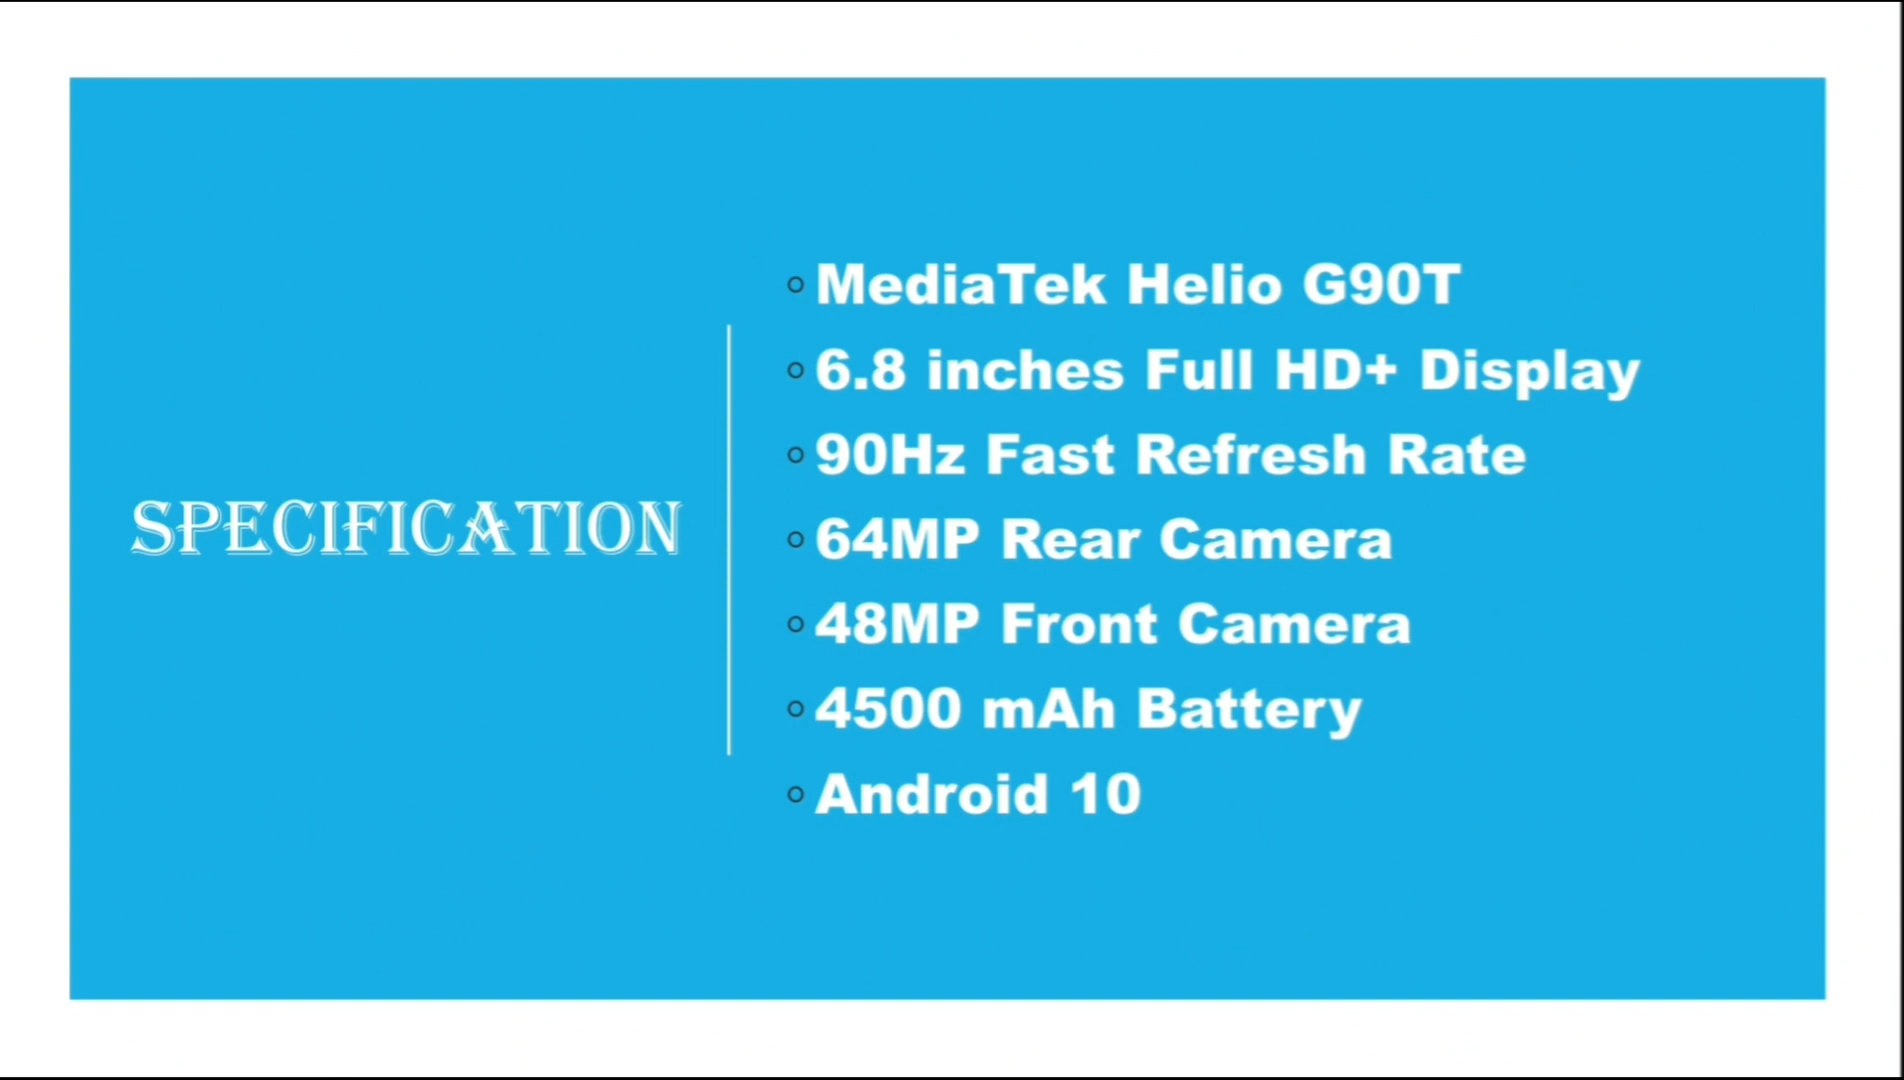 SPECIFICATION
MediaTek Helio G90T
6.8 inches Full HD+ Display
90Hz Fast Refresh Rate
64MP Rear Camera
48MP Front Camera
4500 mAh Battery
Android 10